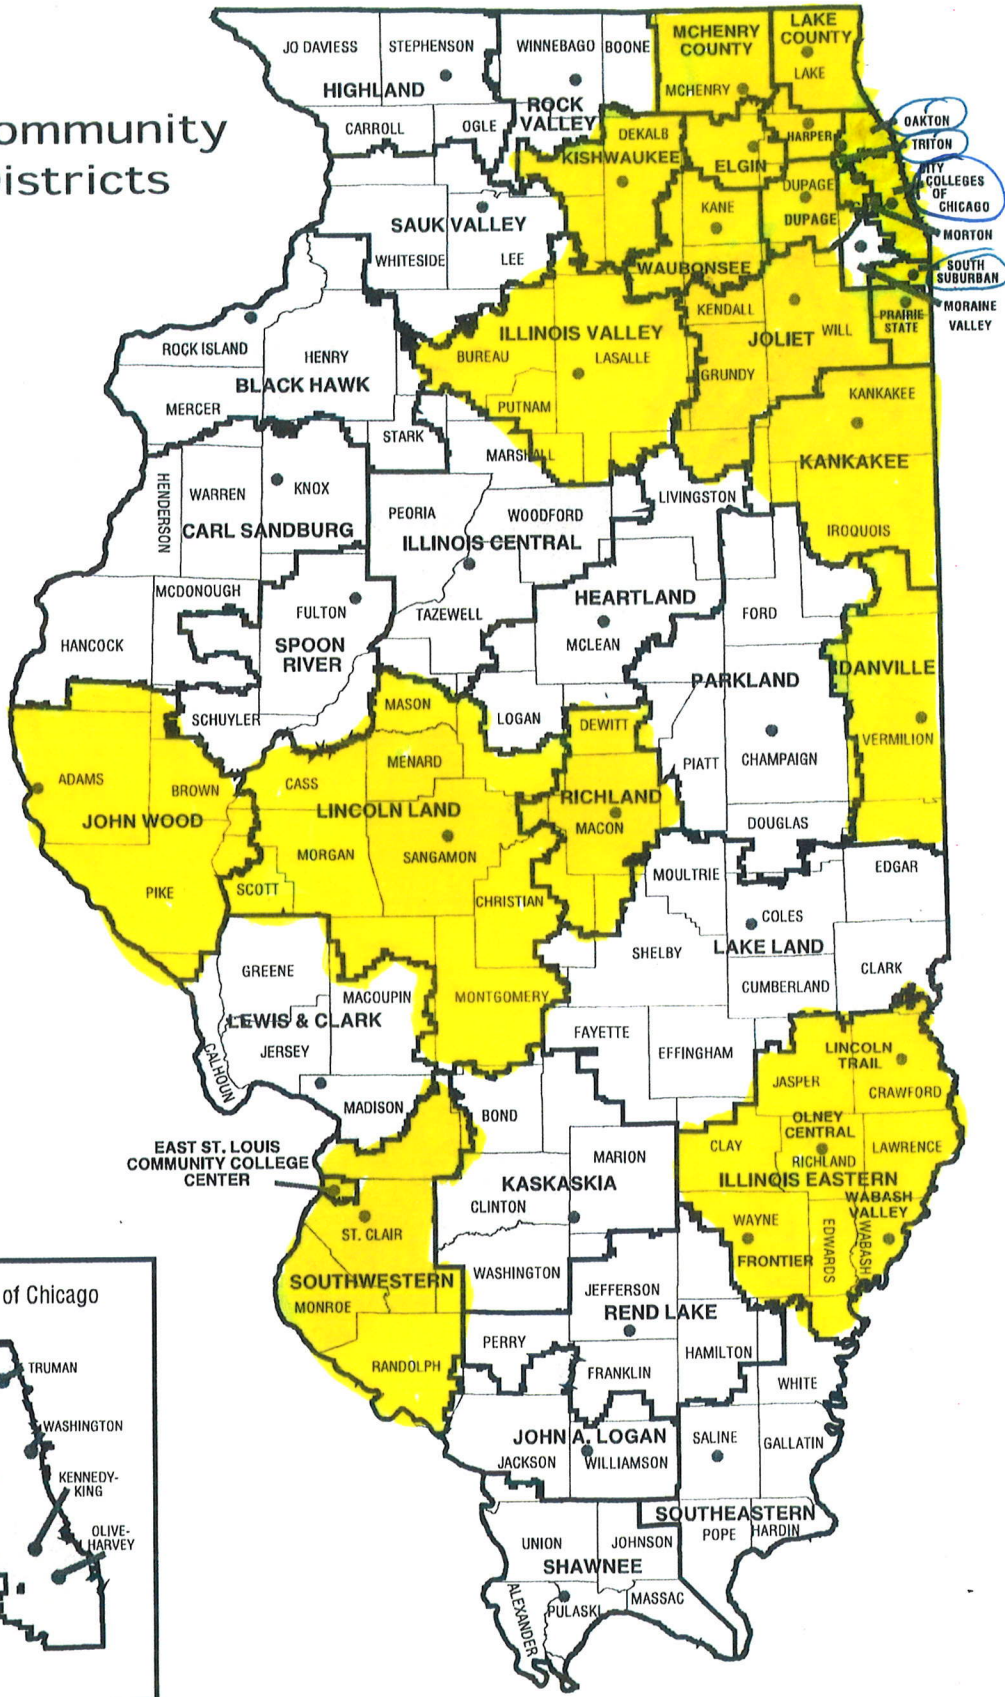 ommunity
istricts
JO DAVIESS
STEPHENSON
WINNEBAGO
BOONE
MCHENRY
COUNTY
LAKE
COUNTY
LAKE
MCHENRY
HIGHLAND
ROCK
VALLEY
CARROLL
OGLE
DEKALB
KISHWAUKEE
ELGIN
HARPER
OAKTON
TRITON
CITY
COLLEGES
OF
CHICAGO
DUPAGE
DUPAGE
KANE
SAUK VALLEY
WHITESIDE
LEE
WAUBONSEE
MORTON
SOUTH
SUBURBAN
MORAINE
VALLEY
PRAIRIE
STATE
KENDALL
WILL
JOLIET
GRUNDY
ILLINOIS VALLEY
BUREAU
LASALLE
PUTNAM
MARSHALL
ROCK ISLAND
HENRY
BLACK HAWK
MERCER
STARK
KANKAKEE
KANKAKEE
IROQUOIS
LIVINGSTON
HENDERSON
WARREN
KNOX
CARL SANDBURG
PEORIA
WOODFORD
ILLINOIS CENTRAL
TAZEWELL
HEARTLAND
MCLEAN
FORD
MCDONOUGH
FULTON
SPOON
RIVER
HANCOCK
SCHUYLER
PARKLAND
DANVILLE
VERMILION
PIATT
CHAMPAIGN
DOUGLAS
MASON
LOGAN
DEWITT
MENARD
CASS
RICHLAND
MACON
ADAMS
BROWN
JOHN WOOD
PIKE
LINCOLN LAND
MORGAN
SANGAMON
SCOTT
CHRISTIAN
MOULTRIE
EDGAR
COLES
LAKE LAND
SHELBY
CUMBERLAND
CLARK
GREENE
MACOUPIN
MONTGOMERY
LEWIS & CLARK
JERSEY
CALHOUN
FAYETTE
EFFINGHAM
LINCOLN
TRAIL
JASPER
CRAWFORD
MADISON
BOND
EAST ST. LOUIS
COMMUNITY COLLEGE
CENTER
MARION
KASKASKIA
CLINTON
CLAY
OLNEY
CENTRAL
RICHLAND
LAWRENCE
ILLINOIS EASTERN
WABASH
VALLEY
WAYNE
EDWARDS
WABASH
FRONTIER
ST. CLAIR
SOUTHWESTERN
MONROE
RANDOLPH
WASHINGTON
JEFFERSON
REND LAKE
PERRY
FRANKLIN
HAMILTON
WHITE
JOHN A. LOGAN
JACKSON
WILLIAMSON
SALINE
GALLATIN
SOUTHEASTERN
POPE
HARDIN
UNION
JOHNSON
SHAWNEE
ALEXANDER
PULASKI
MASSAC
of Chicago
TRUMAN
WASHINGTON
KENNEDY-
KING
OLIVE-
HARVEY